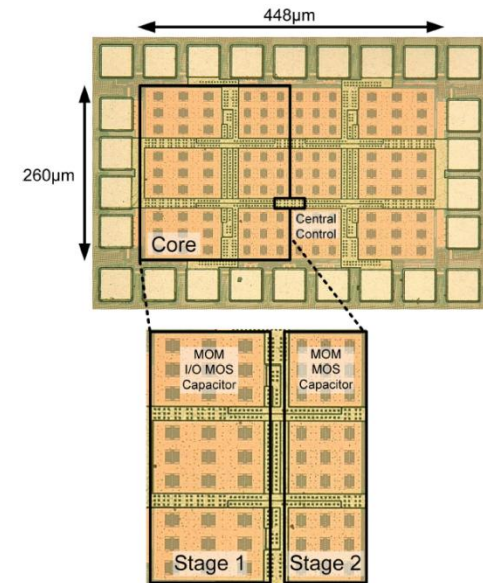 448µm
260µm
Core
Central
Control
MOM
I/O MOS
Capacitor
MOM
MOS
Capacitor
Stage 1
Stage 2